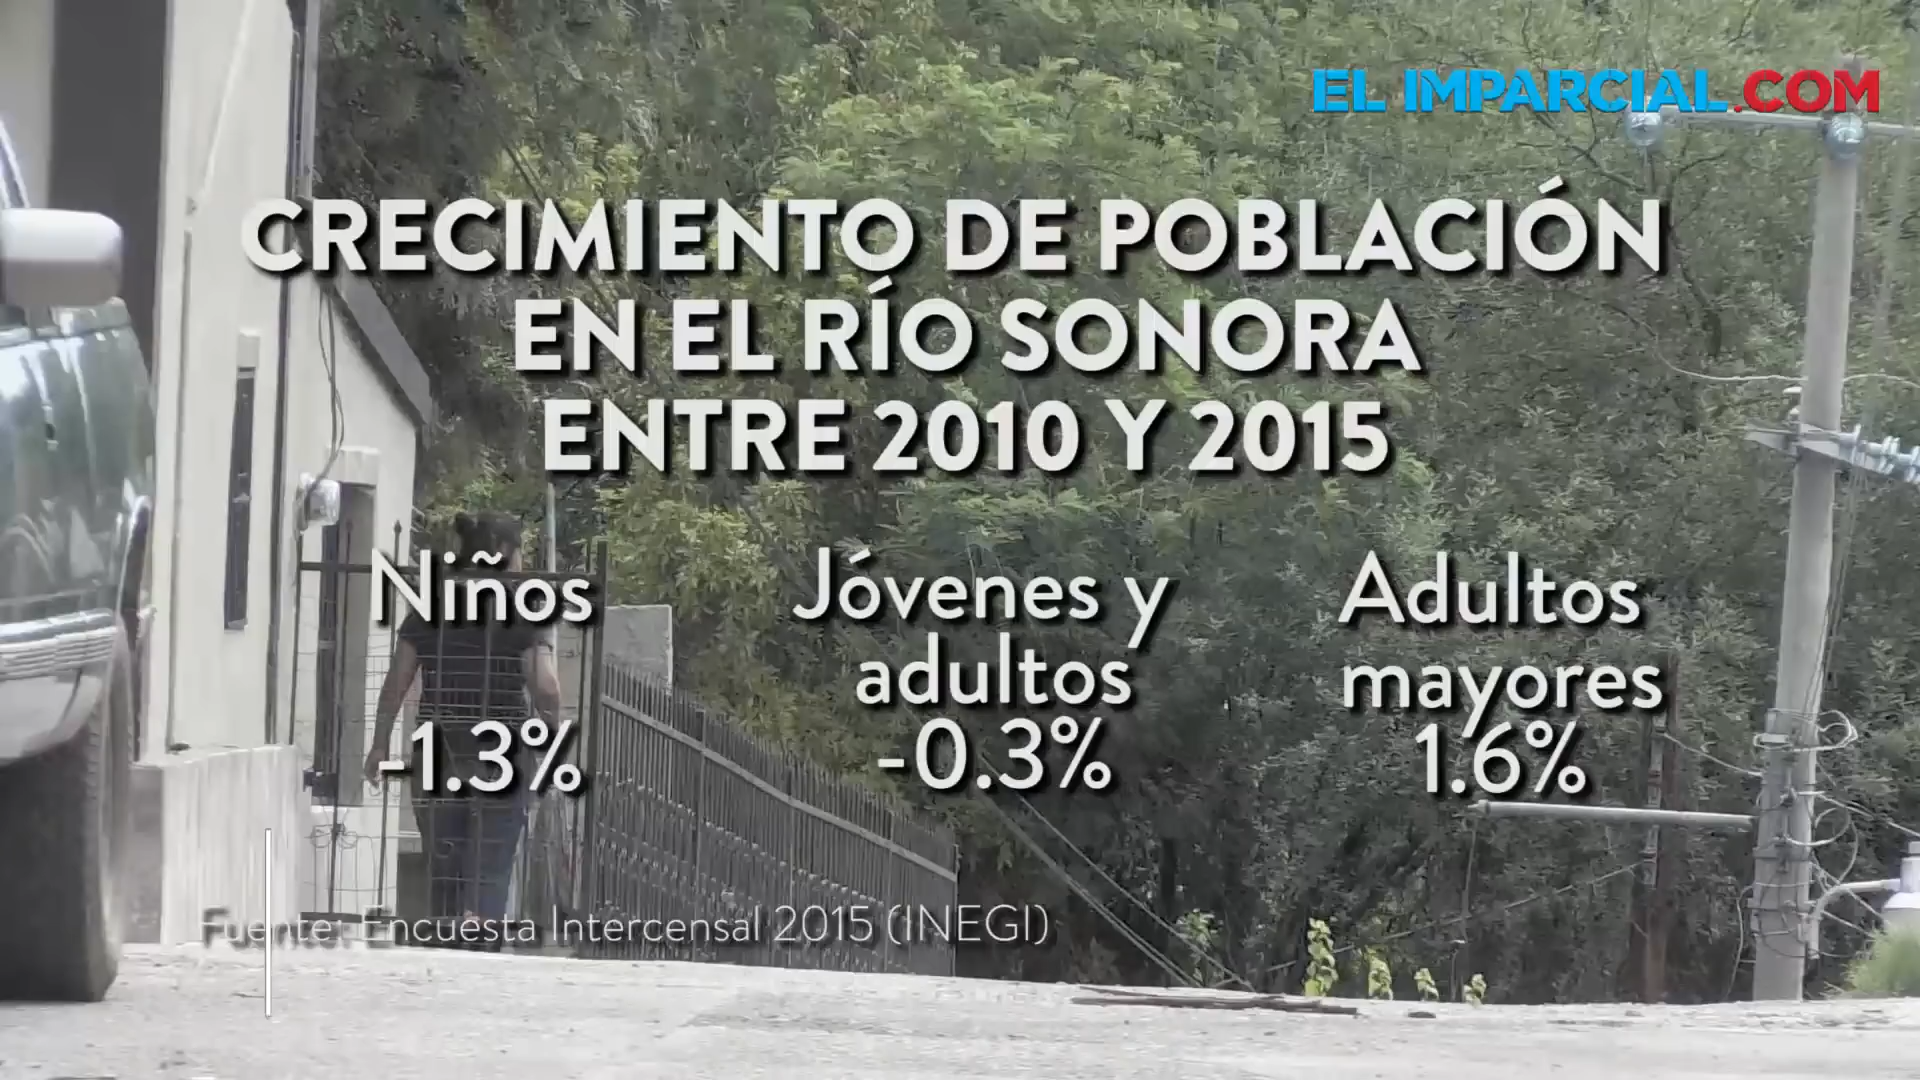 EL IMPARCIAL.COM
CRECIMIENTO DE POBLACIÓN
EN EL RÍO SONORA
ENTRE 2010 Y 2015
Niños
-1.3%
Jóvenes y
adultos
-0.3%
Adultos
mayores
1.6%
Fuente: Encuesta Intercensal 2015 (INEGI)